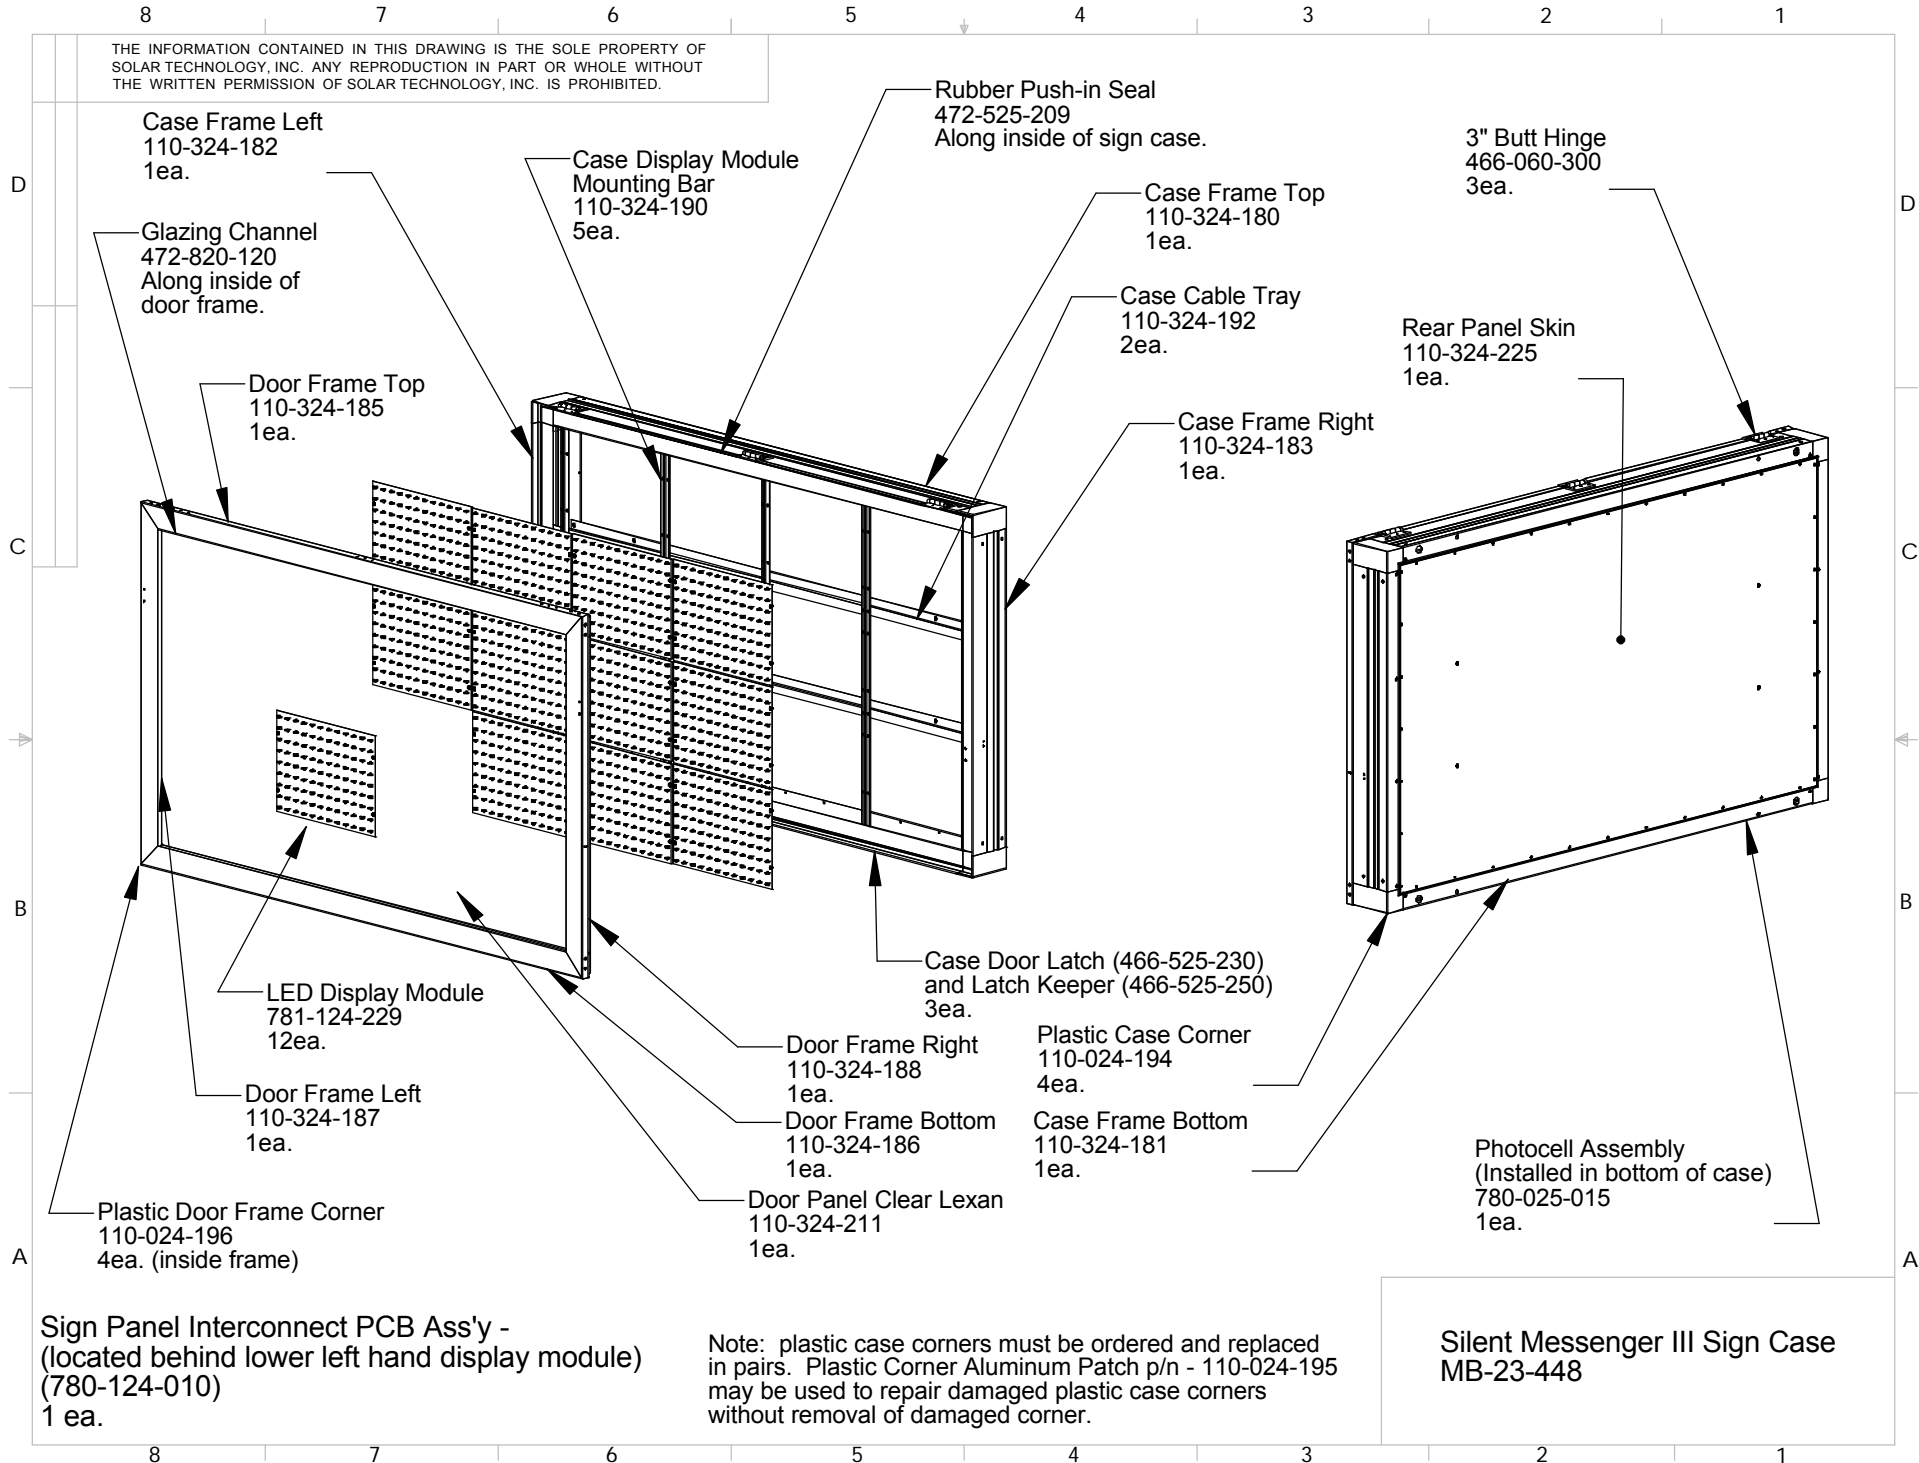 8 7 6 5 4 3 2 1
THE INFORMATION CONTAINED IN THIS DRAWING IS THE SOLE PROPERTY OF
SOLAR TECHNOLOGY, INC. ANY REPRODUCTION IN PART OR WHOLE WITHOUT
THE WRITTEN PERMISSION OF SOLAR TECHNOLOGY, INC. IS PROHIBITED.
Case Frame Left
110-324-182
1ea.
Case Display Module
Mounting Bar
110-324-190
5ea.
Rubber Push-in Seal
472-525-209
Along inside of sign case.
3" Butt Hinge
466-060-300
3ea.
D
D
Glazing Channel
472-820-120
Along inside of
door frame.
Case Frame Top
110-324-180
1ea.
Case Cable Tray
110-324-192
2ea.
Rear Panel Skin
110-324-225
1ea.
Door Frame Top
110-324-185
1ea.
Case Frame Right
110-324-183
1ea.
C
C
B
B
LED Display Module
781-124-229
12ea.
Case Door Latch (466-525-230)
and Latch Keeper (466-525-250)
3ea.
Door Frame Right
110-324-188
1ea.
Plastic Case Corner
110-024-194
4ea.
Door Frame Left
110-324-187
1ea.
Door Frame Bottom
110-324-186
1ea.
Case Frame Bottom
110-324-181
1ea.
Photocell Assembly
(Installed in bottom of case)
780-025-015
1ea.
Plastic Door Frame Corner
110-024-196
4ea. (inside frame)
Door Panel Clear Lexan
110-324-211
1ea.
A
A
Sign Panel Interconnect PCB Ass'y -
(located behind lower left hand display module)
(780-124-010)
1 ea.
Note: plastic case corners must be ordered and replaced
in pairs. Plastic Corner Aluminum Patch p/n - 110-024-195
may be used to repair damaged plastic case corners
without removal of damaged corner.
Silent Messenger III Sign Case
MB-23-448
8 7 6 5 4 3 2 1